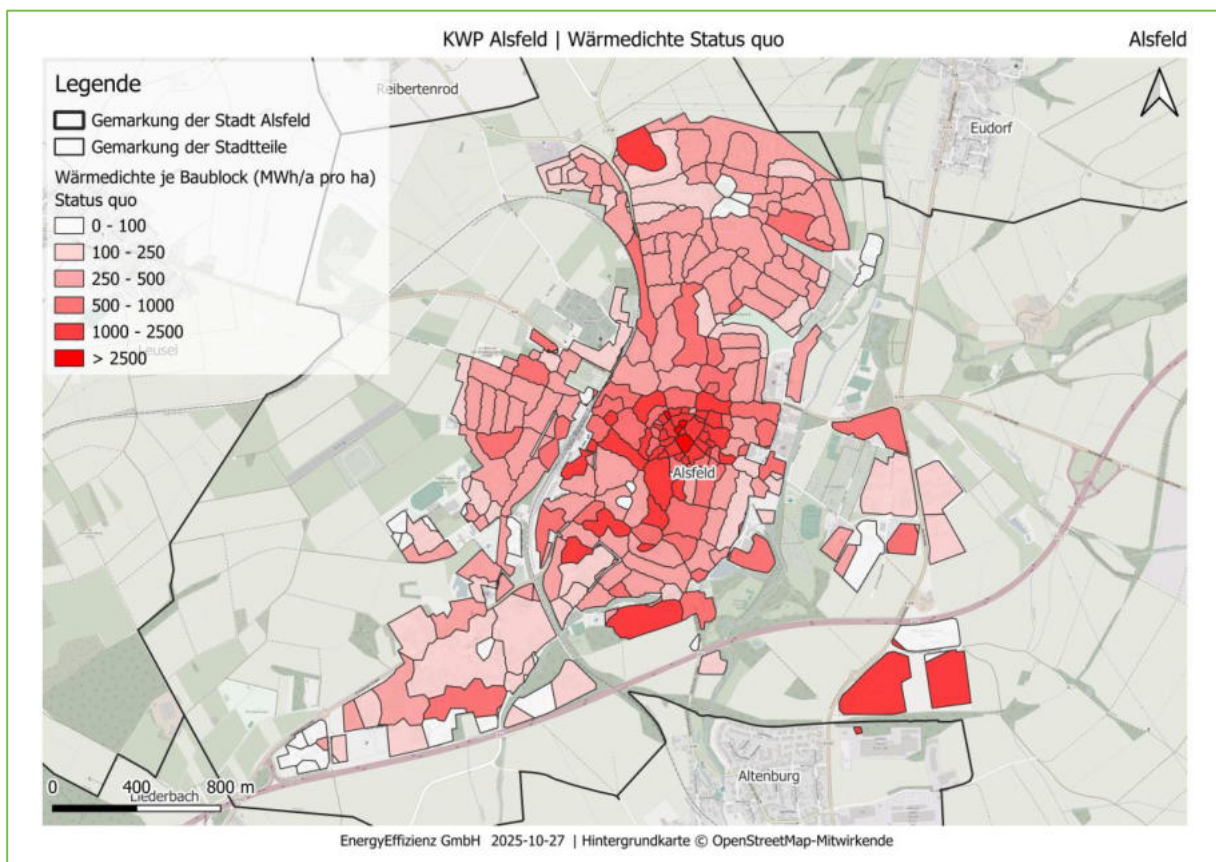 KWP Alsfeld | Wärmedichte Status quo
Alsfeld
Legende
Gemarkung der Stadt Alsfeld
Gemarkung der Stadtteile
Wärmedichte je Baublock (MWh/a pro ha)
Status quo
0 - 100
100 - 250
250 - 500
500 - 1000
1000 - 2500
> 2500
Reibertenrod
Eudorf
Leusel
Alsfeld
Altenburg
0 400 800 m
Liederbach
EnergyEffizienz GmbH 2025-10-27 | Hintergrundkarte © OpenStreetMap-Mitwirkende